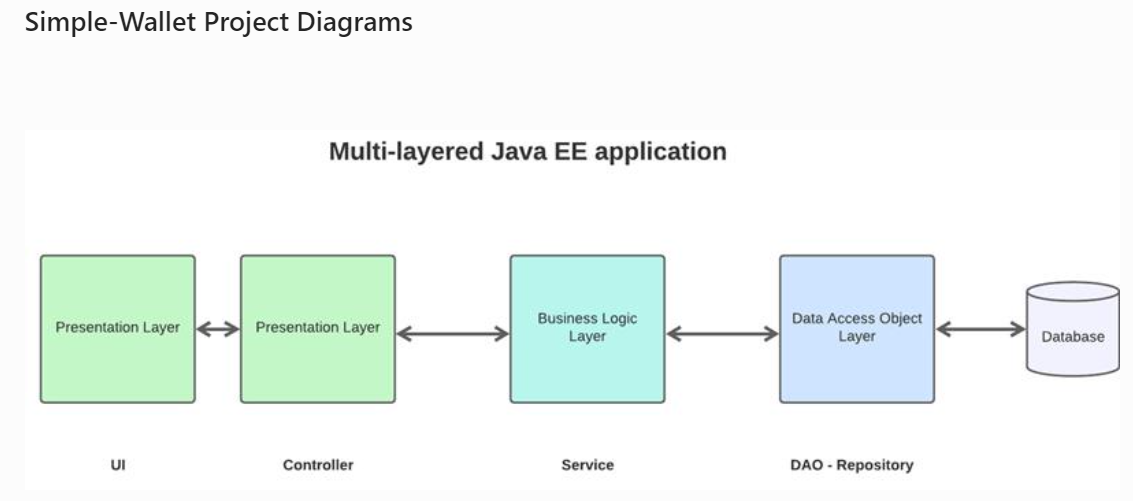 Simple-Wallet Project Diagrams
Multi-layered Java EE application
Presentation Layer
Presentation Layer
Business Logic
Layer
Data Access Object
Layer
Database
UI
Controller
Service
DAO - Repository